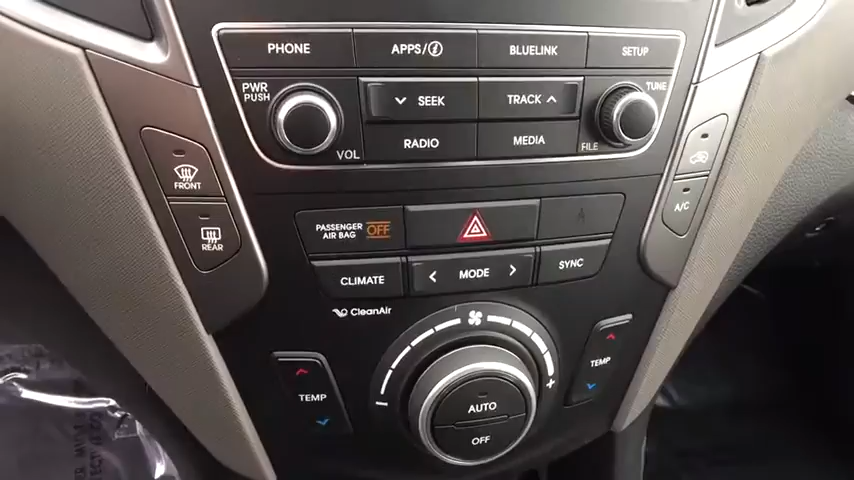 PHONE
APPS/i
BLUELINK
SETUP
PWR
PUSH
SEEK
TRACK
TUNE
VOL
RADIO
MEDIA
FILE
FRONT
REAR
A/C
PASSENGER
AIR BAG
OFF
CLIMATE
MODE
SYNC
CleanAir
TEMP
AUTO
OFF
TEMP